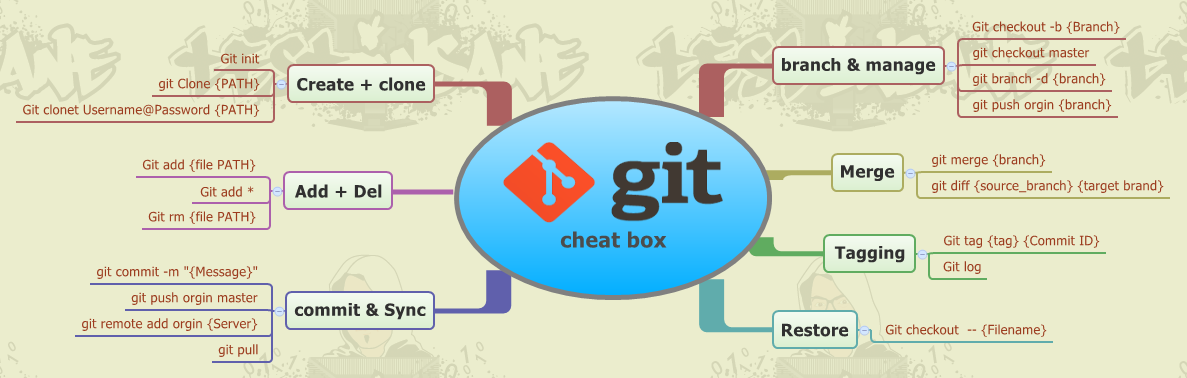 git
cheat box
Create + clone
Git init
git Clone {PATH}
Git clonet Username@Password {PATH}
Add + Del
Git add {file PATH}
Git add *
Git rm {file PATH}
commit & Sync
git commit -m "{Message}"
git push orgin master
git remote add orgin {Server}
git pull
branch & manage
Git checkout -b {Branch}
git checkout master
git branch -d {branch}
git push orgin {branch}
Merge
git merge {branch}
git diff {source_branch} {target brand}
Tagging
Git tag {tag} {Commit ID}
Git log
Restore
Git checkout  -- {Filename}